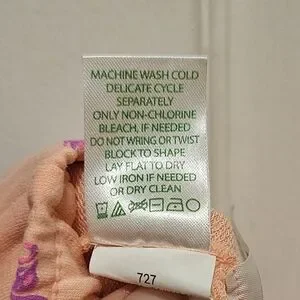 MACHINE WASH COLD
DELICATE CYCLE
SEPARATELY
ONLY NON-CHLORINE
BLEACH, IF NEEDED
DO NOT WRING OR TWIST
BLOCK TO SHAPE
LAY FLAT TO DRY
LOW IRON IF NEEDED
OR DRY CLEAN
727